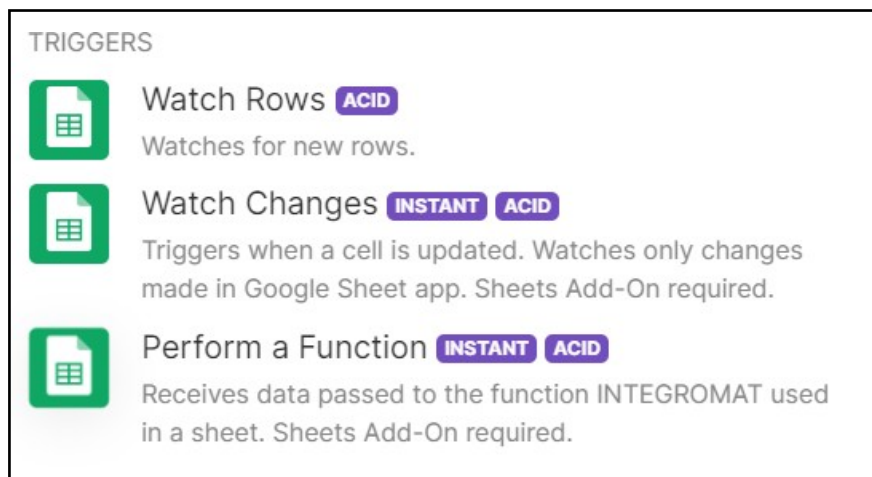 TRIGGERS
Watch Rows ACID
Watches for new rows.
Watch Changes INSTANT ACID
Triggers when a cell is updated. Watches only changes
made in Google Sheet app. Sheets Add-On required.
Perform a Function INSTANT ACID
Receives data passed to the function INTEGROMAT used
in a sheet. Sheets Add-On required.